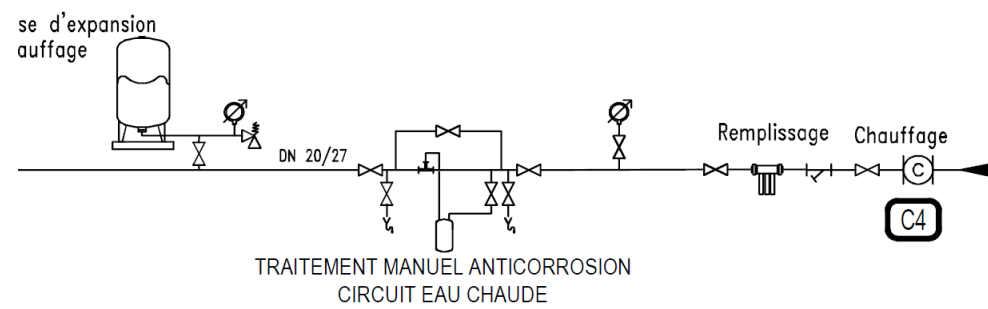 se d'expansion
auffage
DN 20/27
Remplissage
Chauffage
C
C4
TRAITEMENT MANUEL ANTICORROSION
CIRCUIT EAU CHAUDE